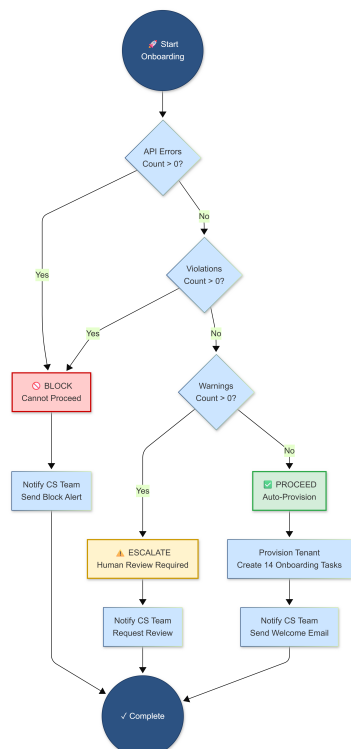 🚀 Start
Onboarding
API Errors
Count > 0?
No
Yes
Violations
Count > 0?
Yes
No
Warnings
Count > 0?
🚫 BLOCK
Cannot Proceed
No
Yes
Notify CS Team
Send Block Alert
✅ PROCEED
Auto-Provision
⚠️ ESCALATE
Human Review Required
Provision Tenant
Create 14 Onboarding Tasks
Notify CS Team
Request Review
Notify CS Team
Send Welcome Email
✓ Complete